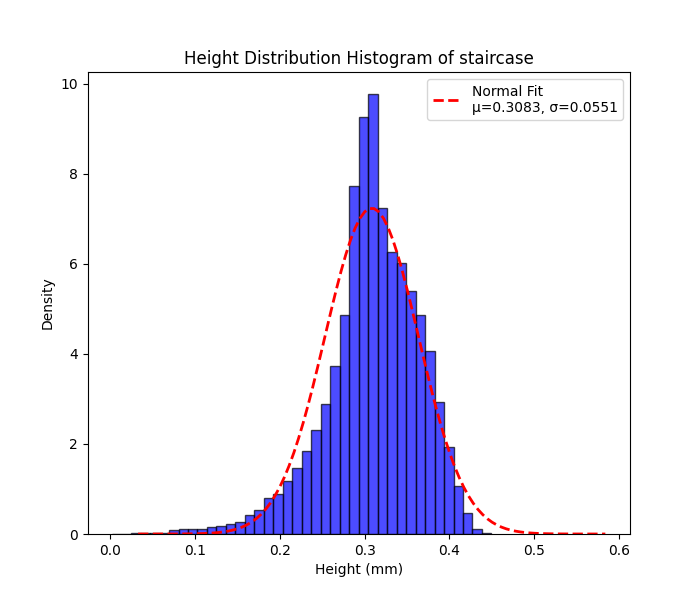 Height Distribution Histogram of staircase
Normal Fit
μ=0.3083, σ=0.0551
10
8
6
4
2
0
Density
0.0 0.1 0.2 0.3 0.4 0.5 0.6
Height (mm)